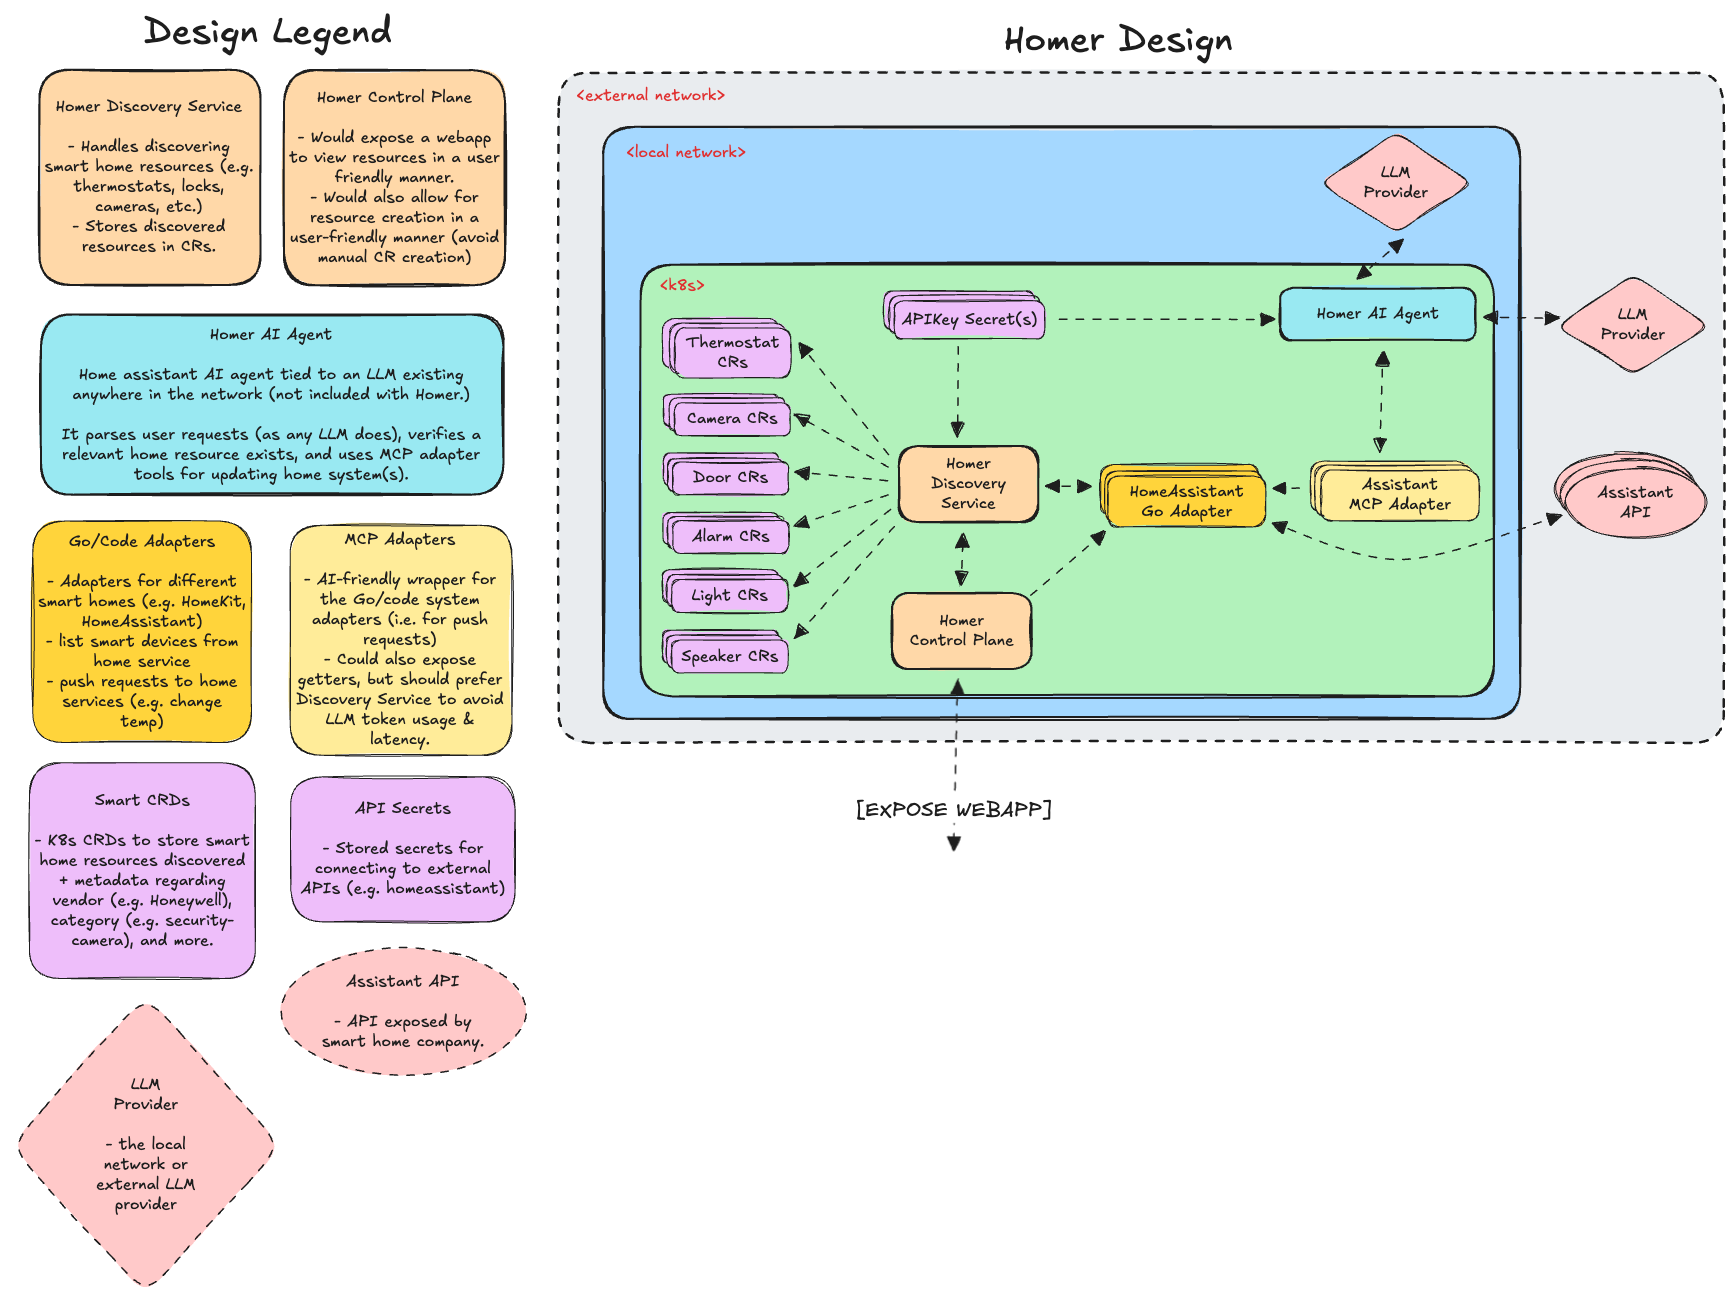 Design Legend
Homer Discovery Service
- Handles discovering
smart home resources (e.g.
thermostats, locks,
cameras, etc.)
- Stores discovered
resources in CRs.
Homer Control Plane
- Would expose a webapp
to view resources in a user
friendly manner.
- Would also allow for
resource creation in a
user-friendly manner (avoid
manual CR creation)
Homer AI Agent
Home assistant AI agent tied to an LLM existing
anywhere in the network (not included with Homer.)
It parses user requests (as any LLM does), verifies a
relevant home resource exists, and uses MCP adapter
tools for updating home system(s).
Go/Code Adapters
- Adapters for different
smart homes (e.g. HomeKit,
HomeAssistant)
- list smart devices from
home service
- push requests to home
services (e.g. change
temp)
MCP Adapters
- AI-friendly wrapper for
the Go/code system
adapters (i.e. for push
requests)
- Could also expose
getters, but should prefer
Discovery Service to avoid
LLM token usage &
latency.
Smart CRDs
- K8s CRDs to store smart
home resources discovered
+ metadata regarding
vendor (e.g. Honeywell),
category (e.g. security-
camera), and more.
API Secrets
- Stored secrets for
connecting to external
APIs (e.g. homeassistant)
Assistant API
- API exposed by
smart home company.
LLM
Provider
- the local
network or
external LLM
provider
Homer Design
<external network>
<local network>
LLM
Provider
<k8s>
APIKey Secret(s)
Homer AI Agent
LLM
Provider
Thermostat
CRs
Camera CRs
Door CRs
Alarm CRs
Light CRs
Speaker CRs
Homer
Discovery
Service
HomeAssistant
Go Adapter
Assistant
MCP Adapter
Assistant
API
Homer
Control Plane
[EXPOSE WEBAPP]